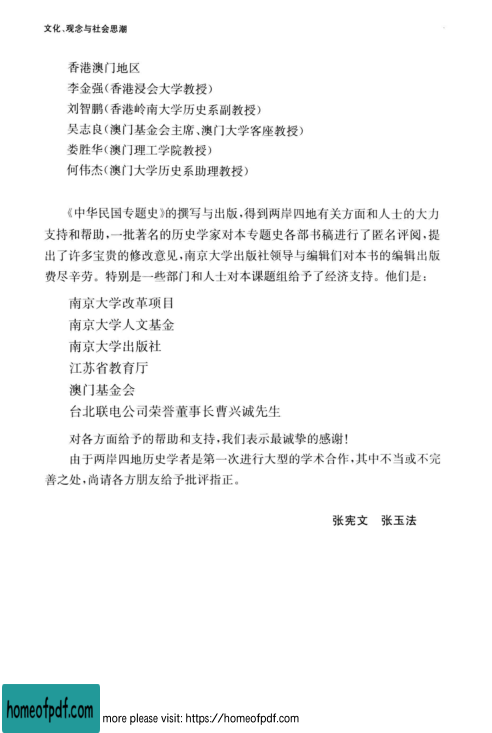 文化、观念与社会思潮
香港澳门地区
李金强(香港浸会大学教授)
刘智鹏(香港岭南大学历史系副教授)
吴志良(澳门基金会主席、澳门大学客座教授)
娄胜华(澳门理工学院教授)
何伟杰(澳门大学历史系助理教授)
《中华民国专题史》的撰写与出版,得到两岸四地有关方面和人士的大力
支持和帮助,一批著名的历史学家对本专题史各部书稿进行了匿名评阅,提
出了许多宝贵的修改意见,南京大学出版社领导与编辑们对本书的编辑出版
费尽辛劳。特别是一些部门和人士对本课题组给予了经济支持。他们是:
南京大学改革项目
南京大学人文基金
南京大学出版社
江苏省教育厅
澳门基金会
台北联电公司荣誉董事长曹兴诚先生
对各方面给予的帮助和支持,我们表示最诚挚的感谢!
由于两岸四地历史学者是第一次进行大型的学术合作,其中不当或不完
善之处,尚请各方朋友给予批评指正。
张宪文 张玉法
homeofpdf.com
more please visit: https://homeofpdf.com